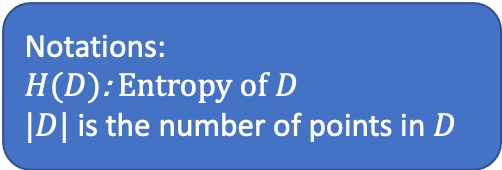 Notations:
H(D): Entropy of D
|D| is the number of points in D